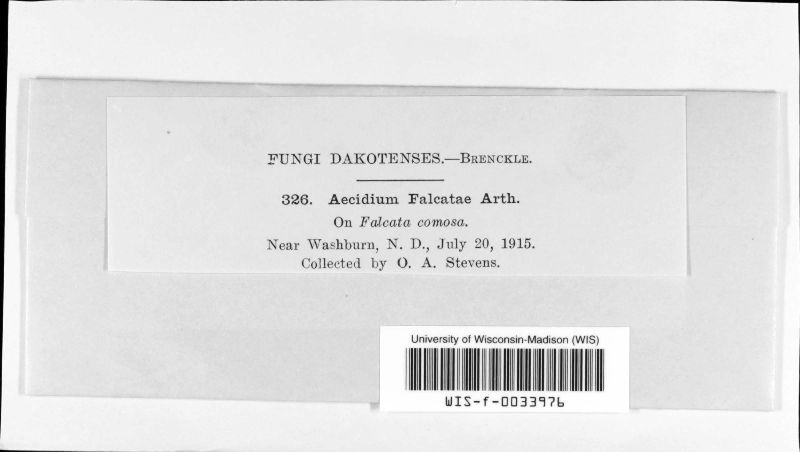 FUNGI DAKOTENSES.—BRENCKLE.
326. Aecidium Falcatae Arth.
On Falcata comosa.
Near Washburn, N. D., July 20, 1915.
Collected by O. A. Stevens.
University of Wisconsin-Madison (WIS)
WIS-f-0033976